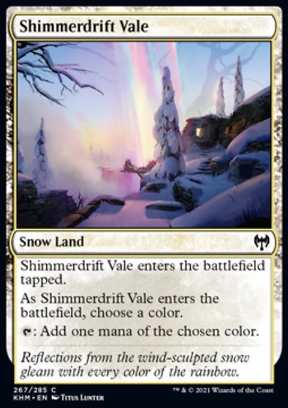 Shimmerdrift Vale
Snow Land
Shimmerdrift Vale enters the battlefield
tapped.
As Shimmerdrift Vale enters the
battlefield, choose a color.
: Add one mana of the chosen color.
Reflections from the wind-sculpted snow
gleam with every color of the rainbow.
267/285 C
KHM • EN Titus Lunter
™ & © 2021 Wizards of the Coast